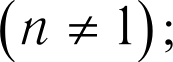 (n ≠ 1);